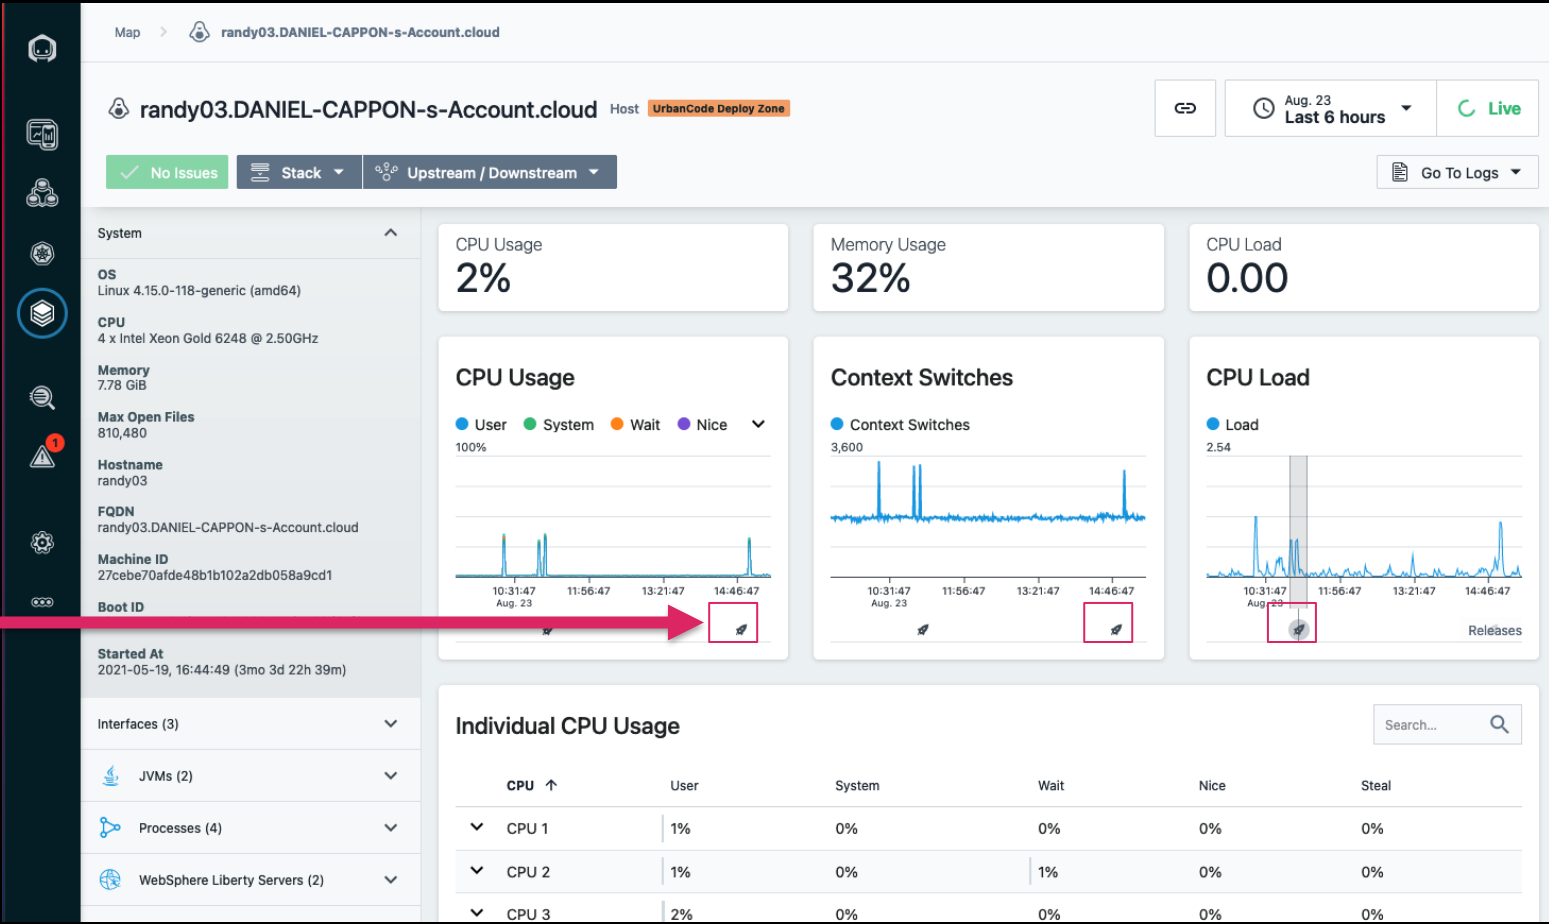 Map
randy03.DANIEL-CAPPON-s-Account.cloud
randy03.DANIEL-CAPPON-s-Account.cloud Host UrbanCode Deploy Zone
Aug. 23
Last 6 hours
Live
No Issues Stack Upstream / Downstream Go To Logs
1
System
OS
Linux 4.15.0-118-generic (amd64)
CPU
4 x Intel Xeon Gold 6248 @ 2.50GHz
Memory
7.78 GiB
Max Open Files
810,480
Hostname
randy03
FQDN
randy03.DANIEL-CAPPON-s-Account.cloud
Machine ID
27cebe70afde48b1b102a2db058a9cd1
Boot ID
Started At
2021-05-19, 16:44:49 (3mo 3d 22h 39m)
Interfaces (3)
JVMs (2)
Processes (4)
WebSphere Liberty Servers (2)
CPU Usage
2%
Memory Usage
32%
CPU Load
0.00
CPU Usage
User System Wait Nice
100%
10:31:47 11:56:47 13:21:47 14:46:47
Aug. 23
Context Switches
Context Switches
3,600
10:31:47 11:56:47 13:21:47 14:46:47
Aug. 23
CPU Load
Load
2.54
10:31:47 11:56:47 13:21:47 14:46:47
Aug. 23
Releases
Individual CPU Usage
Search...
CPU User System Wait Nice Steal
CPU 1 1% 0% 0% 0% 0%
CPU 2 1% 0% 1% 0% 0%
CPU 3 2% 0% 0% 0% 0%